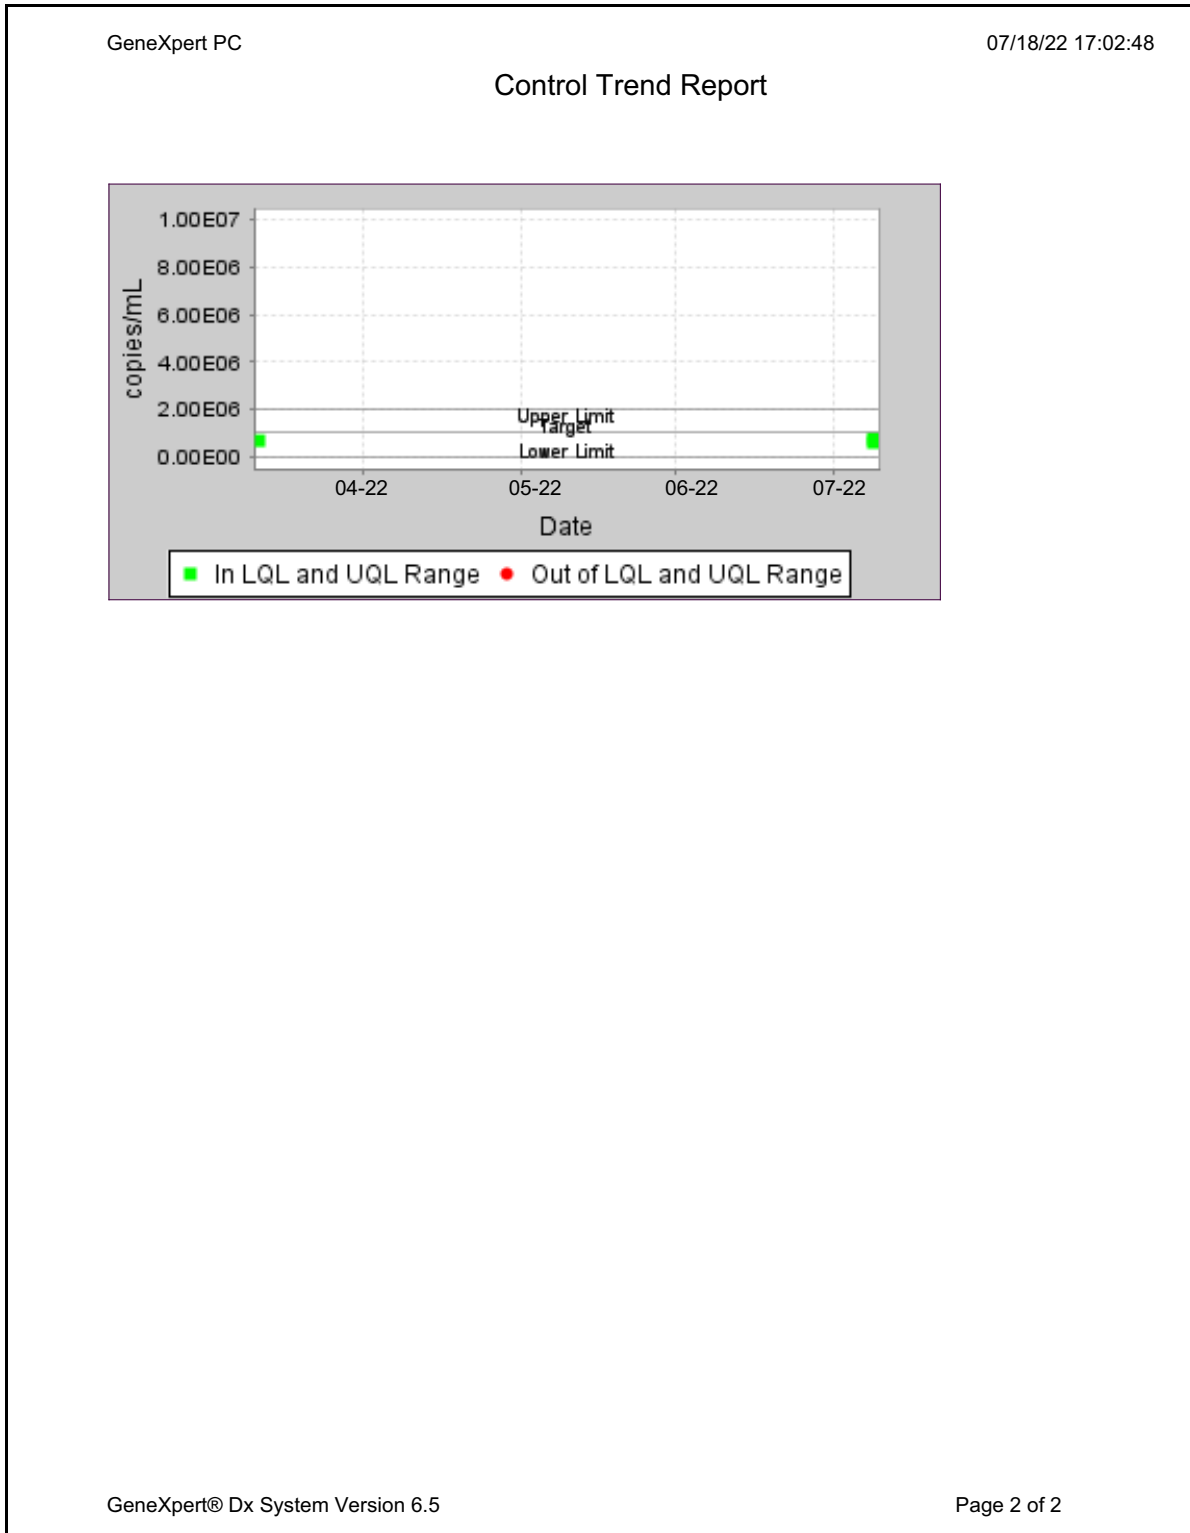 GeneXpert PC 07/18/22 17:02:48
Control Trend Report
1.00E07
8.00E06
6.00E06
4.00E06
2.00E06
0.00E00
copies/mL
Upper Limit
Target
Lower Limit
04-22 05-22 06-22 07-22
Date
In LQL and UQL Range Out of LQL and UQL Range
GeneXpert® Dx System Version 6.5 Page 2 of 2